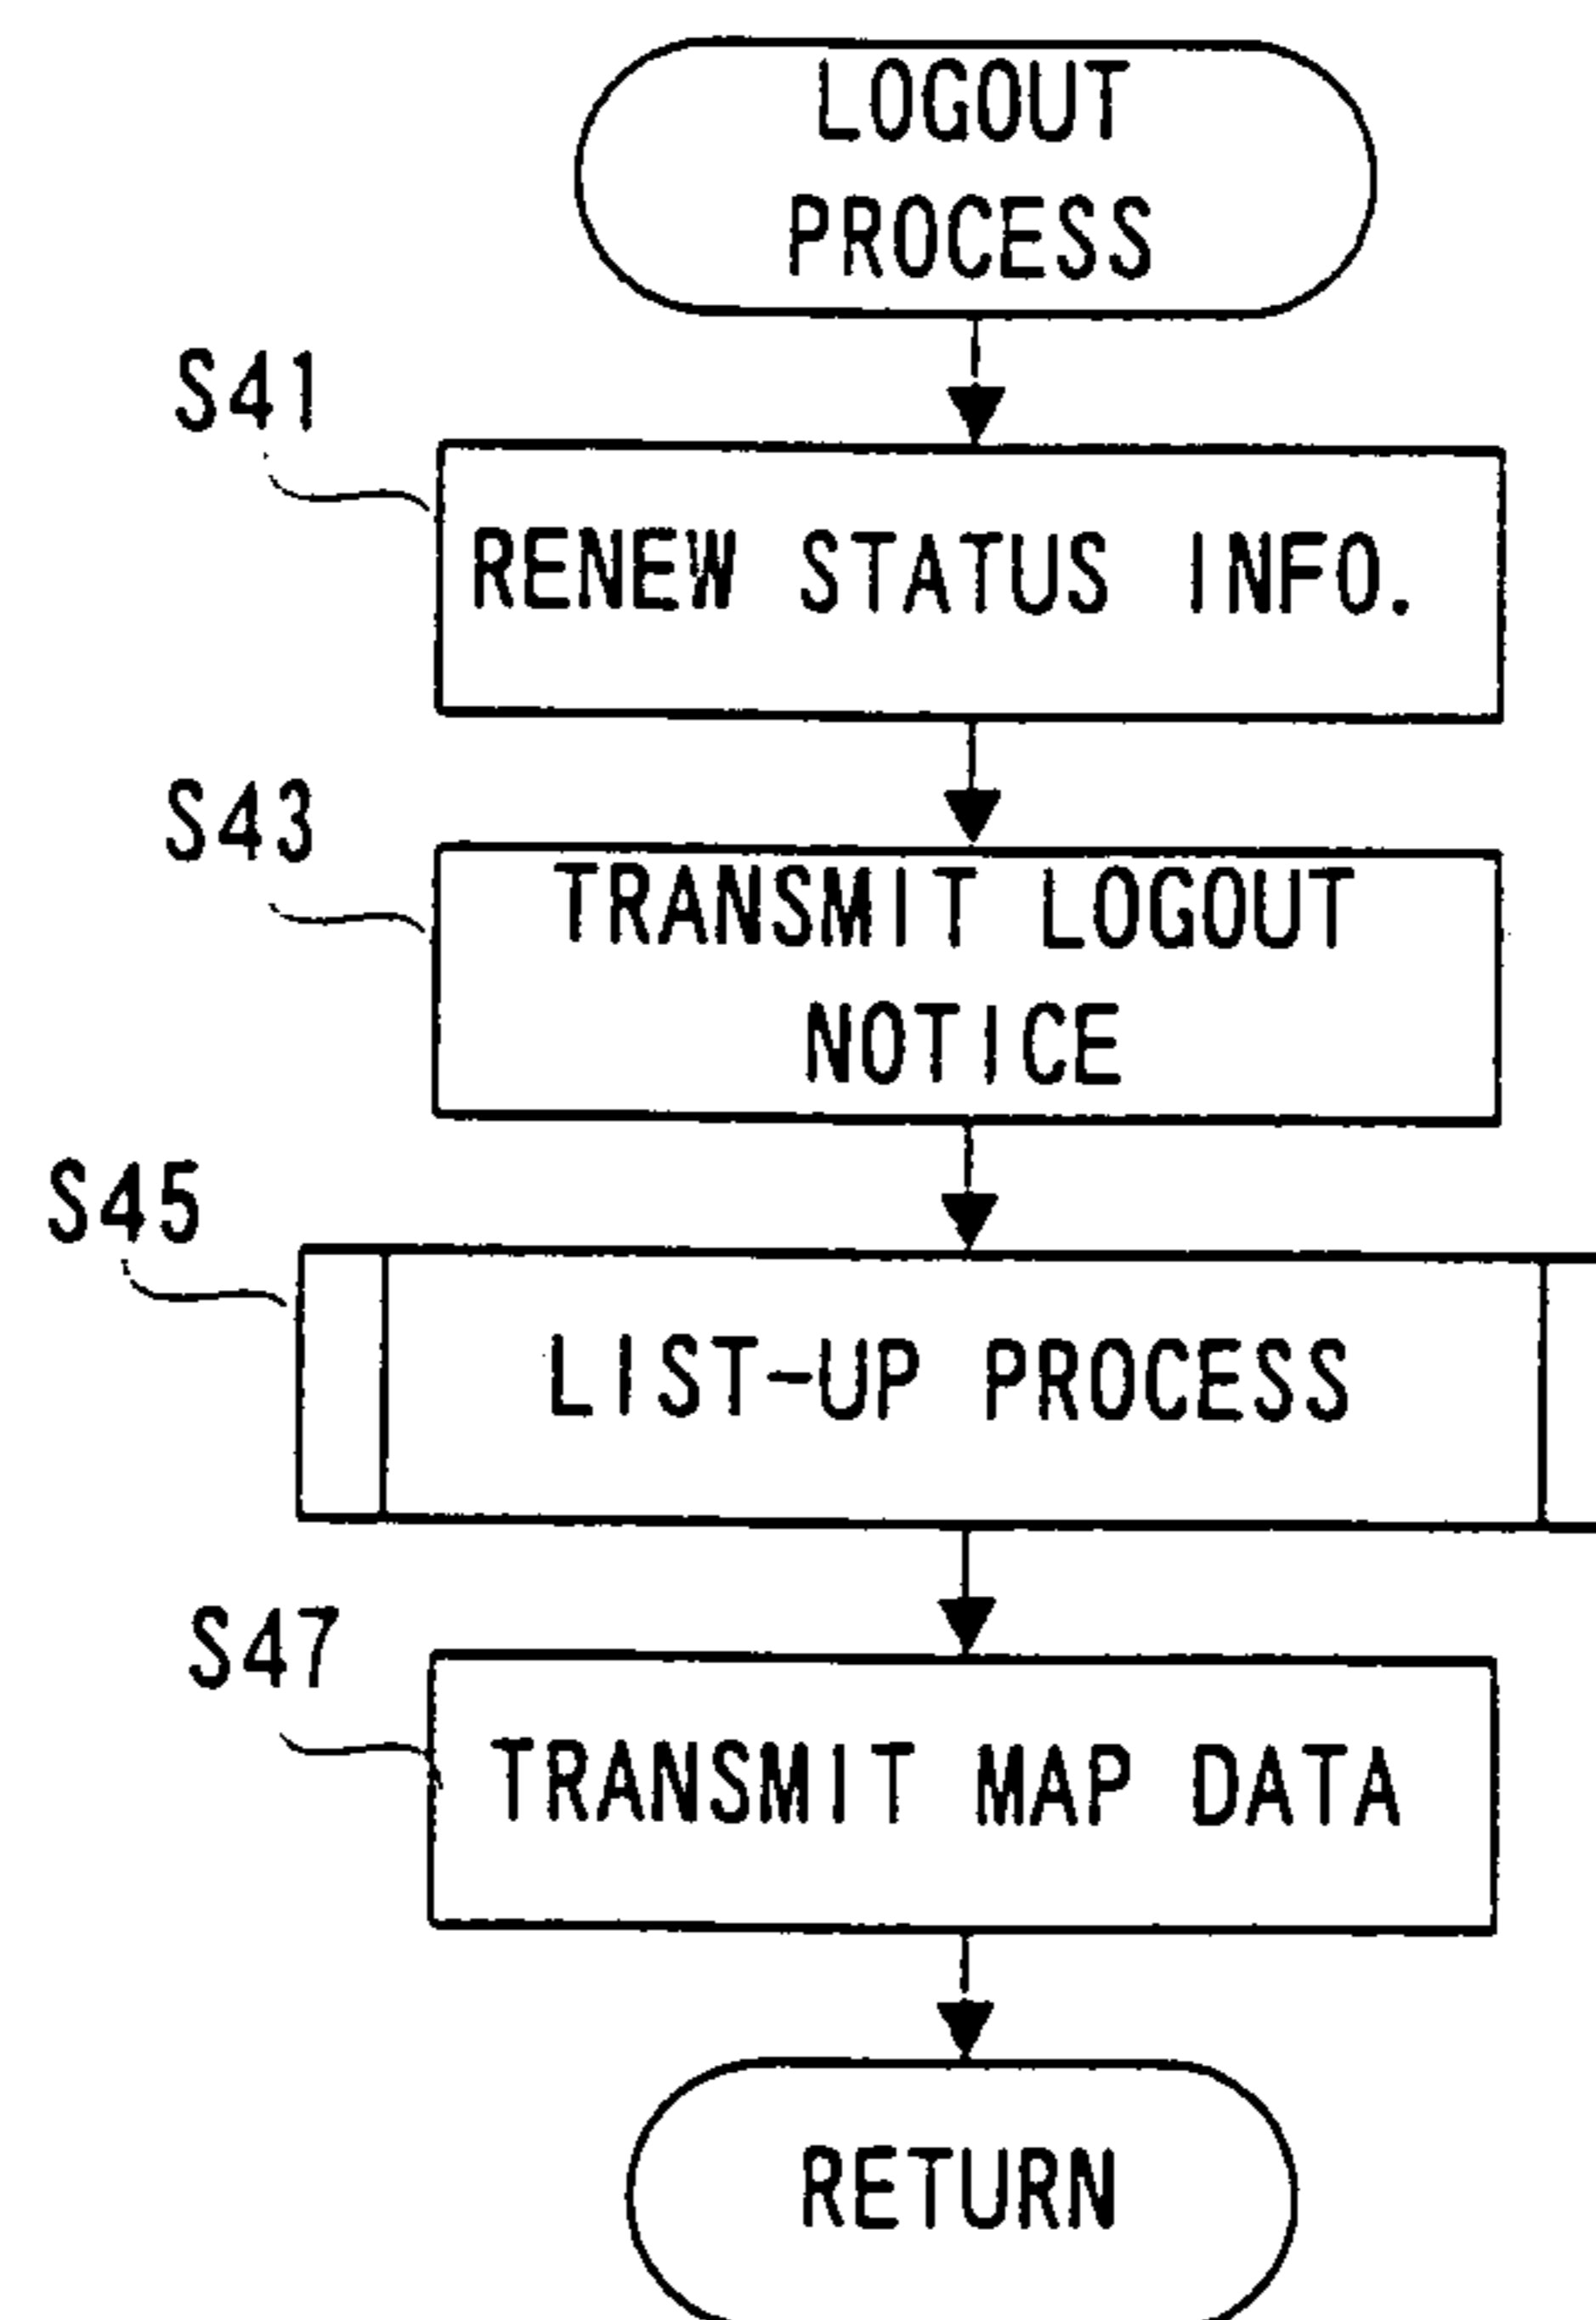 LOGOUT
PROCESS
S41
RENEW STATUS INFO.
S43
TRANSMIT LOGOUT
NOTICE
S45
LIST-UP PROCESS
S47
TRANSMIT MAP DATA
RETURN